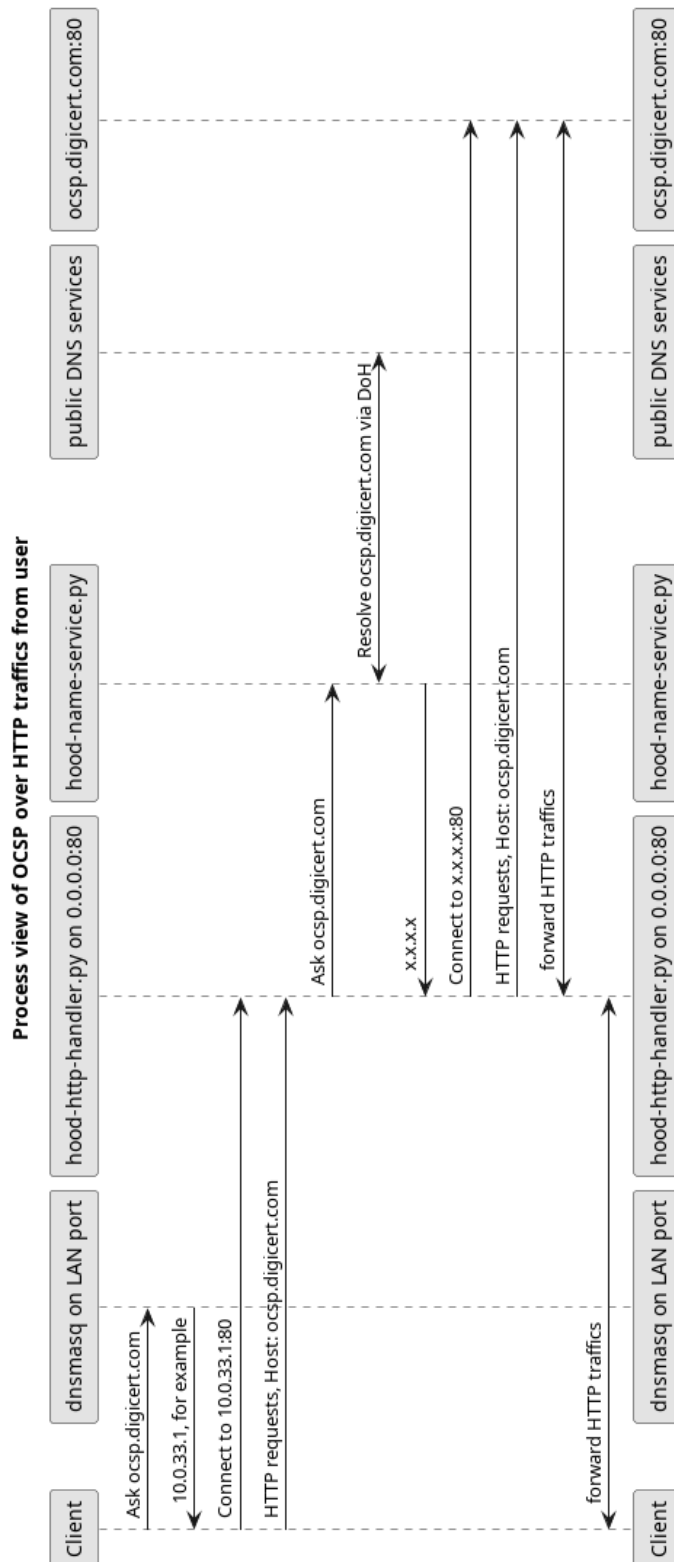 Process view of OCSP over HTTP traffics from user
Client
dnsmasq on LAN port
hood-http-handler.py on 0.0.0.0:80
hood-name-service.py
public DNS services
ocsp.digicert.com:80
Ask ocsp.digicert.com
10.0.33.1, for example
Connect to 10.0.33.1:80
HTTP requests, Host: ocsp.digicert.com
Ask ocsp.digicert.com
Resolve ocsp.digicert.com via DoH
x.x.x.x
Connect to x.x.x.x:80
HTTP requests, Host: ocsp.digicert.com
forward HTTP traffics
forward HTTP traffics
Client
dnsmasq on LAN port
hood-http-handler.py on 0.0.0.0:80
hood-name-service.py
public DNS services
ocsp.digicert.com:80